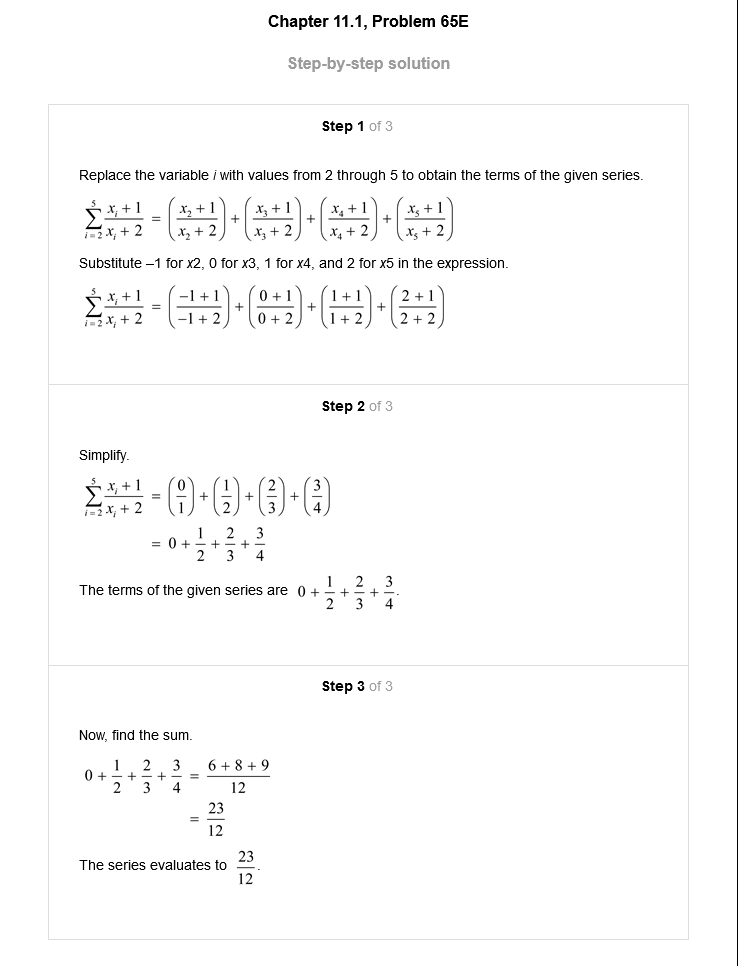 Chapter 11.1, Problem 65E
Step-by-step solution
Step 1 of 3
Replace the variable i with values from 2 through 5 to obtain the terms of the given series.
\sum_{i=2}^{5} \frac{x_i+1}{x_i+2} = \left(\frac{x_2+1}{x_2+2}\right) + \left(\frac{x_3+1}{x_3+2}\right) + \left(\frac{x_4+1}{x_4+2}\right) + \left(\frac{x_5+1}{x_5+2}\right)
Substitute –1 for x2, 0 for x3, 1 for x4, and 2 for x5 in the expression.
\sum_{i=2}^{5} \frac{x_i+1}{x_i+2} = \left(\frac{-1+1}{-1+2}\right) + \left(\frac{0+1}{0+2}\right) + \left(\frac{1+1}{1+2}\right) + \left(\frac{2+1}{2+2}\right)
Step 2 of 3
Simplify.
\sum_{i=2}^{5} \frac{x_i+1}{x_i+2} = \left(\frac{0}{1}\right) + \left(\frac{1}{2}\right) + \left(\frac{2}{3}\right) + \left(\frac{3}{4}\right)
= 0 + \frac{1}{2} + \frac{2}{3} + \frac{3}{4}
The terms of the given series are 0 + \frac{1}{2} + \frac{2}{3} + \frac{3}{4}.
Step 3 of 3
Now, find the sum.
0 + \frac{1}{2} + \frac{2}{3} + \frac{3}{4} = \frac{6+8+9}{12}
= \frac{23}{12}
The series evaluates to \frac{23}{12}.